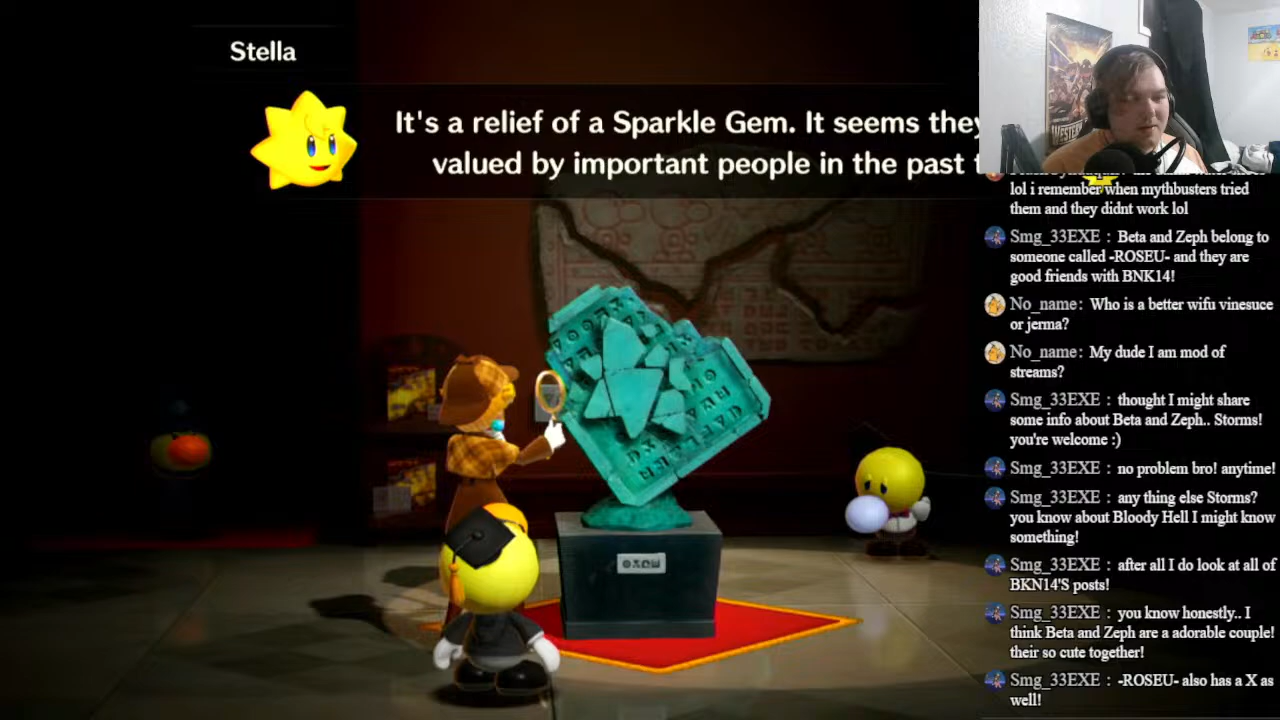 Stella
It's a relief of a Sparkle Gem. It seems they
valued by important people in the past
lol i remember when mythbusters tried
them and they didnt work lol
Smg_33EXE : Beta and Zeph belong to
someone called -ROSEU- and they are
good friends with BNK14!
No_name: Who is a better wifu vinesuce
or jerma?
No_name: My dude I am mod of
streams?
Smg_33EXE : thought I might share
some info about Beta and Zeph.. Storms!
you're welcome :)
Smg_33EXE : no problem bro! anytime!
Smg_33EXE : any thing else Storms?
you know about Bloody Hell I might know
something!
Smg_33EXE : after all I do look at all of
BKN14'S posts!
Smg_33EXE : you know honestly.. I
think Beta and Zeph are a adorable couple!
their so cute together!
Smg_33EXE : -ROSEU- also has a X as
well!